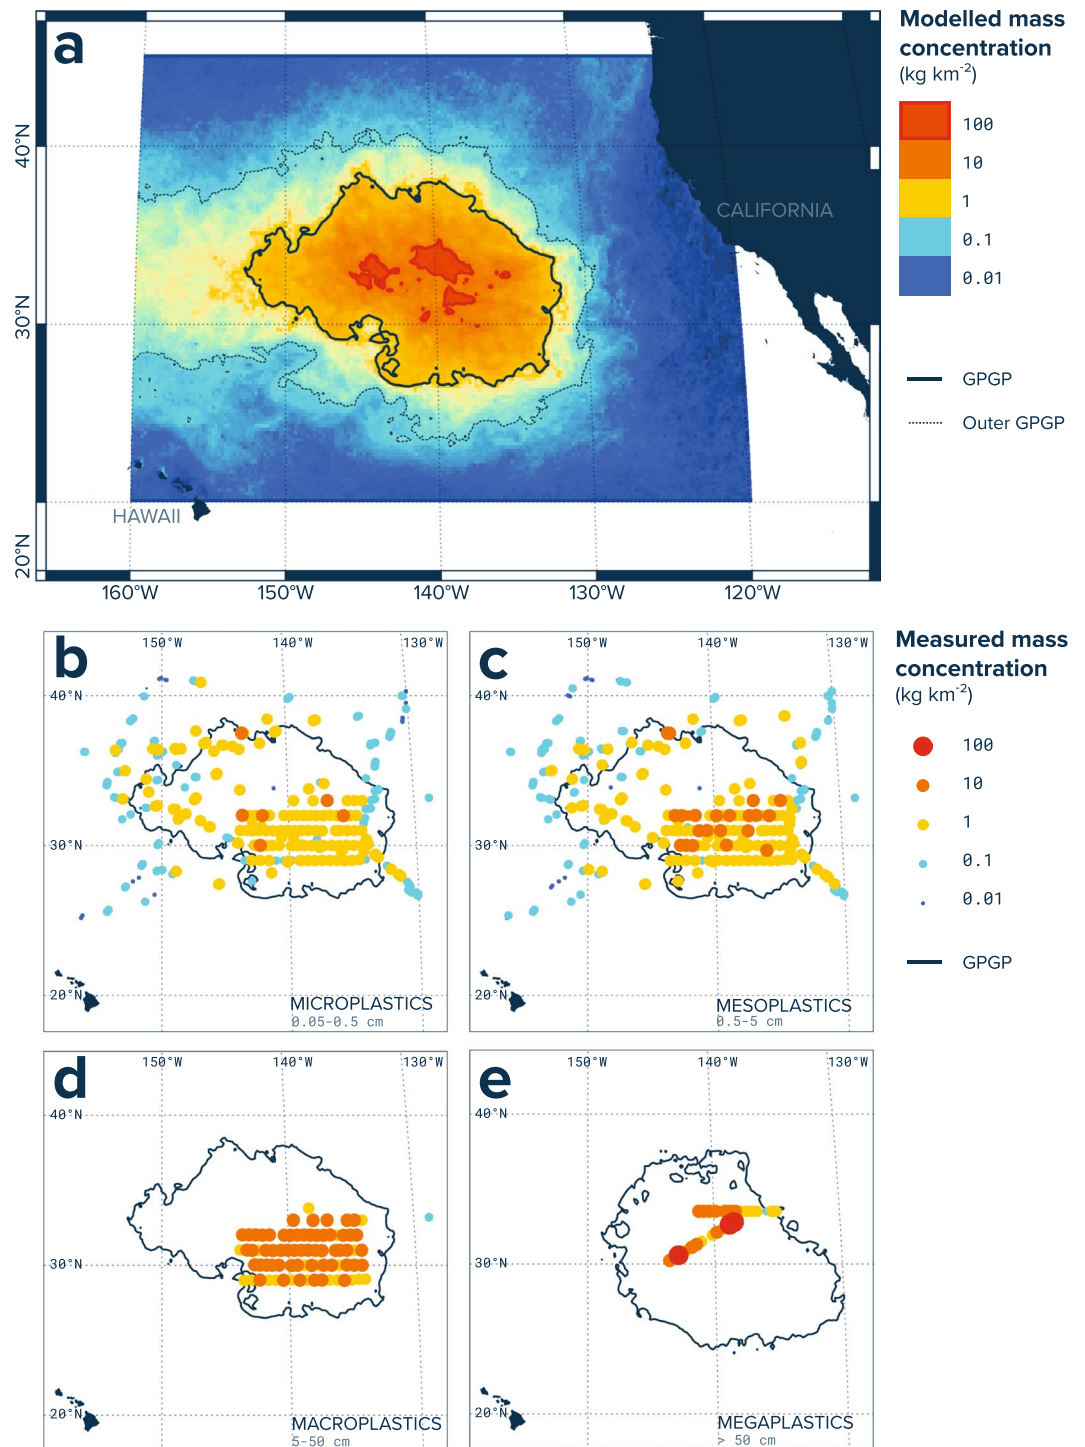 a
40°N
30°N
20°N
160°W 150°W 140°W 130°W 120°W
CALIFORNIA
HAWAII
Modelled mass
concentration
(kg km-2)
100
10
1
0.1
0.01
GPGP
Outer GPGP
b
150°W 140°W 130°W
40°N
30°N
20°N
MICROPLASTICS
0.05-0.5 cm
c
150°W 140°W 130°W
40°N
30°N
20°N
MESOPLASTICS
0.5-5 cm
Measured mass
concentration
(kg km-2)
100
10
1
0.1
0.01
GPGP
d
150°W 140°W 130°W
40°N
30°N
20°N
MACROPLASTICS
5-50 cm
e
150°W 140°W 130°W
40°N
30°N
20°N
MEGAPLASTICS
> 50 cm